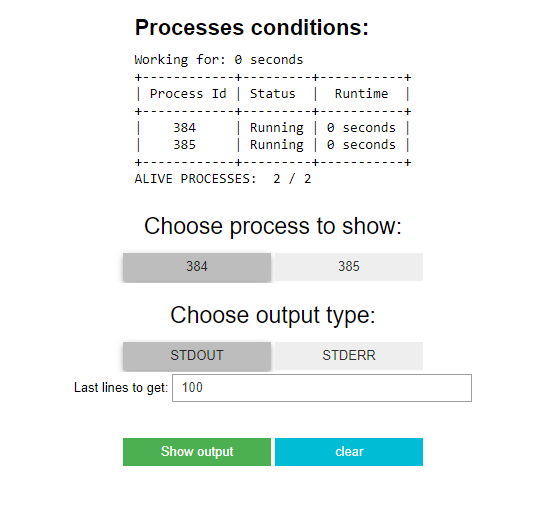 Processes conditions:
Working for: 0 seconds
+------------+---------+-----------+
| Process Id | Status  |  Runtime  |
+------------+---------+-----------+
|    384     | Running | 0 seconds |
|    385     | Running | 0 seconds |
+------------+---------+-----------+
ALIVE PROCESSES:  2 / 2
Choose process to show:
384 385
Choose output type:
STDOUT STDERR
Last lines to get: 100
Show output clear